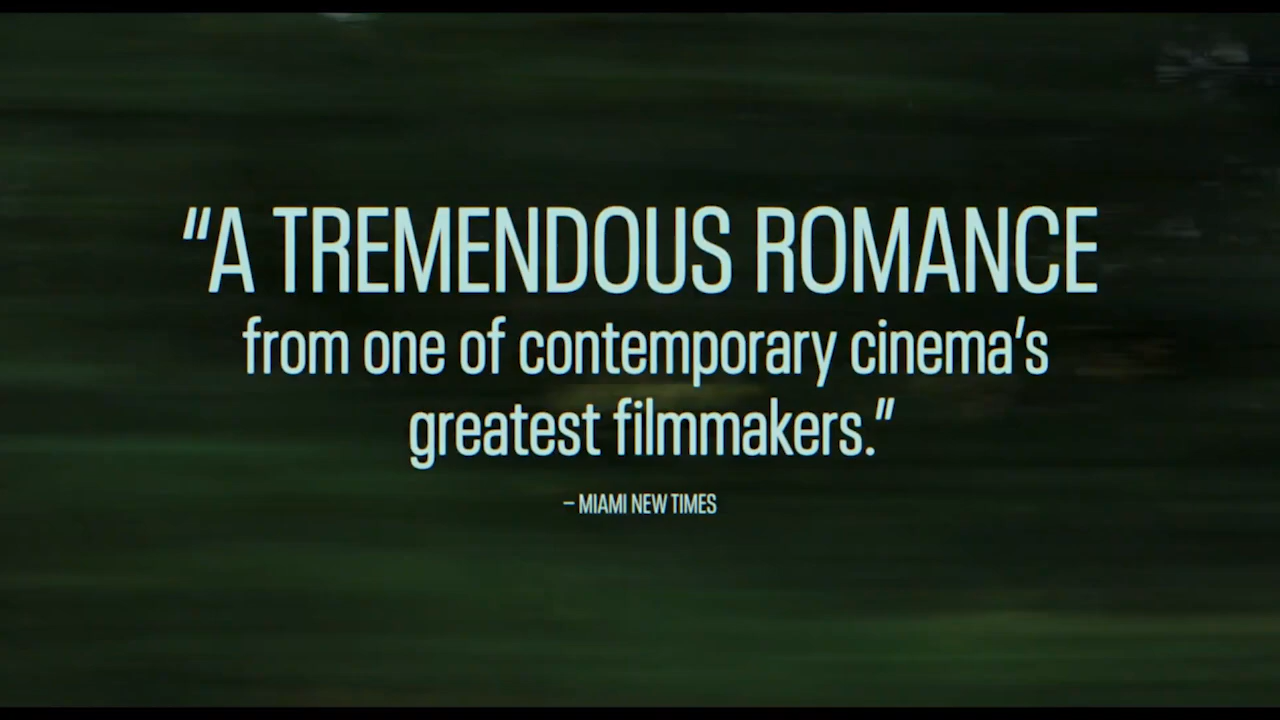 “A TREMENDOUS ROMANCE
from one of contemporary cinema’s
greatest filmmakers.”
– MIAMI NEW TIMES